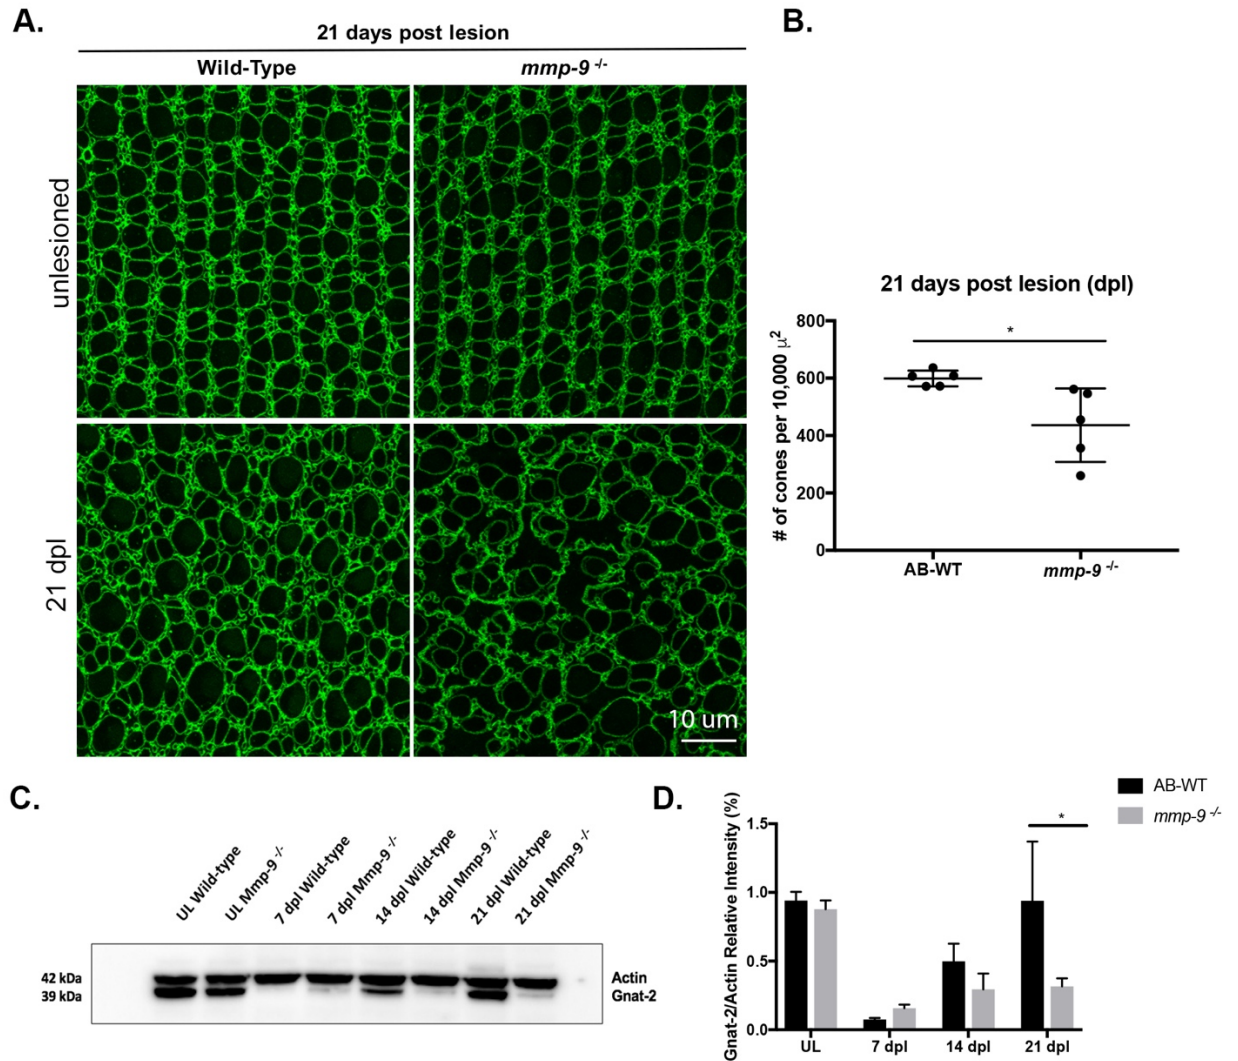 A.
21 days post lesion
Wild-Type
mmp-9 -/-
unlesioned
21 dpl
10 um
B.
21 days post lesion (dpl)
# of cones per 10,000 μ2
800
600
400
200
0
*
AB-WT
mmp-9 -/-
C.
UL Wild-type
UL Mmp-9 -/-
7 dpl Wild-type
7 dpl Mmp-9 -/-
14 dpl Wild-type
14 dpl Mmp-9 -/-
21 dpl Wild-type
21 dpl Mmp-9 -/-
42 kDa
39 kDa
Actin
Gnat-2
D.
AB-WT
mmp-9 -/-
Gnat-2/Actin Relative Intensity (%)
1.5
1.0
0.5
0.0
*
UL
7 dpl
14 dpl
21 dpl